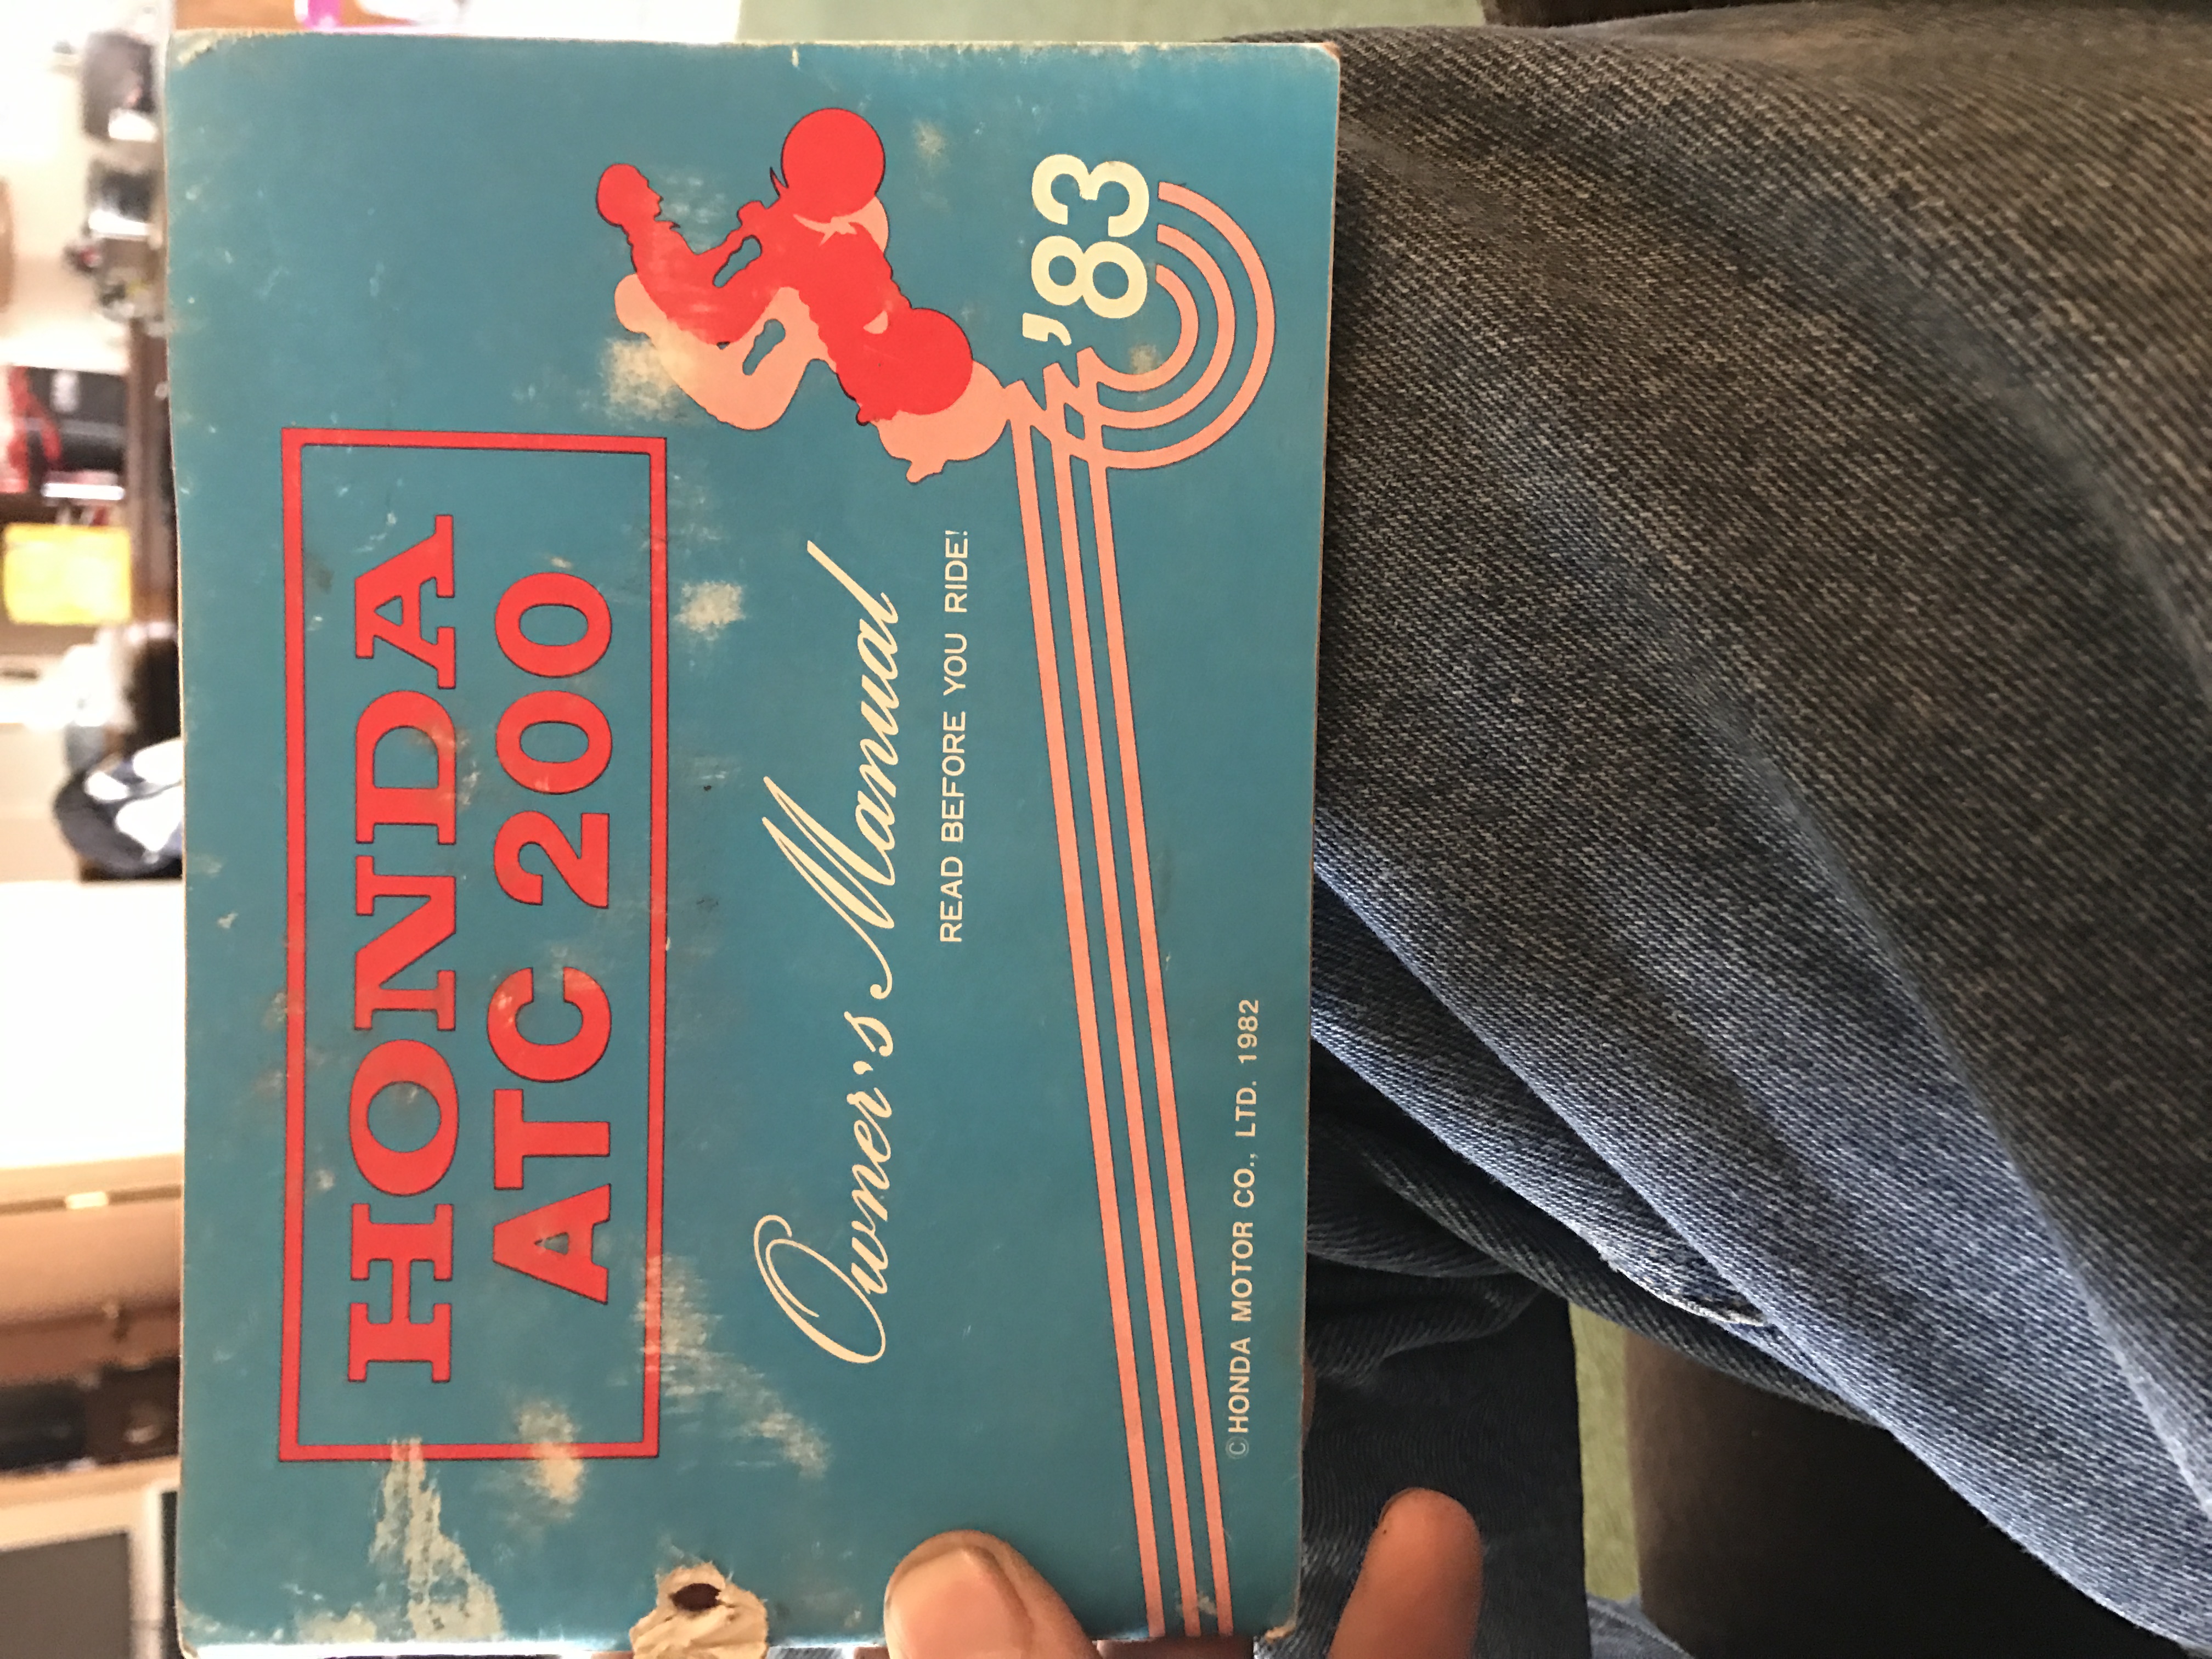 HONDA
ATC 200
Owner's Manual
READ BEFORE YOU RIDE!
'83
©HONDA MOTOR CO., LTD. 1982